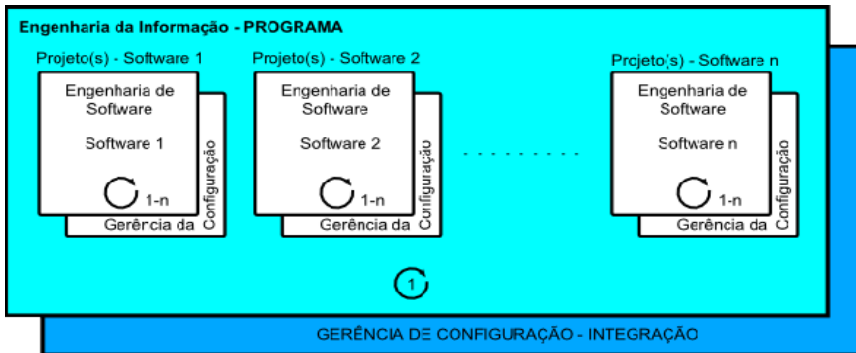 Engenharia da Informação - PROGRAMA
Projeto(s) - Software 1
Engenharia de
Software
Software 1
1-n
Gerência da
Configuração
Projeto(s) - Software 2
Engenharia de
Software
Software 2
1-n
Gerência da
Configuração
. . . . . . . . .
Projeto(s) - Software n
Engenharia de
Software
Software n
1-n
Gerência da
Configuração
1
GERÊNCIA DE CONFIGURAÇÃO - INTEGRAÇÃO